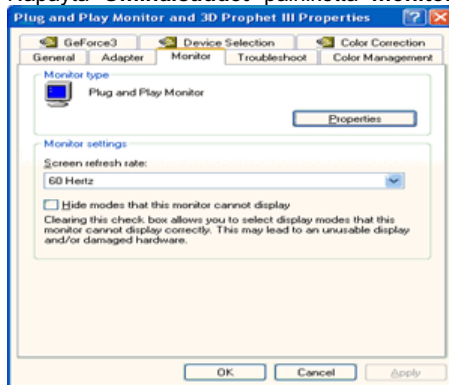 Plug and Play Monitor and 3D Prophet III Properties
GeForce3 Device Selection Color Correction
General Adapter Monitor Troubleshoot Color Management
Monitor type
Plug and Play Monitor
Properties
Monitor settings
Screen refresh rate:
60 Hertz
Hide modes that this monitor cannot display
Clearing this check box allows you to select display modes that this
monitor cannot display correctly. This may lead to an unusable display
and/or damaged hardware.
OK Cancel Apply